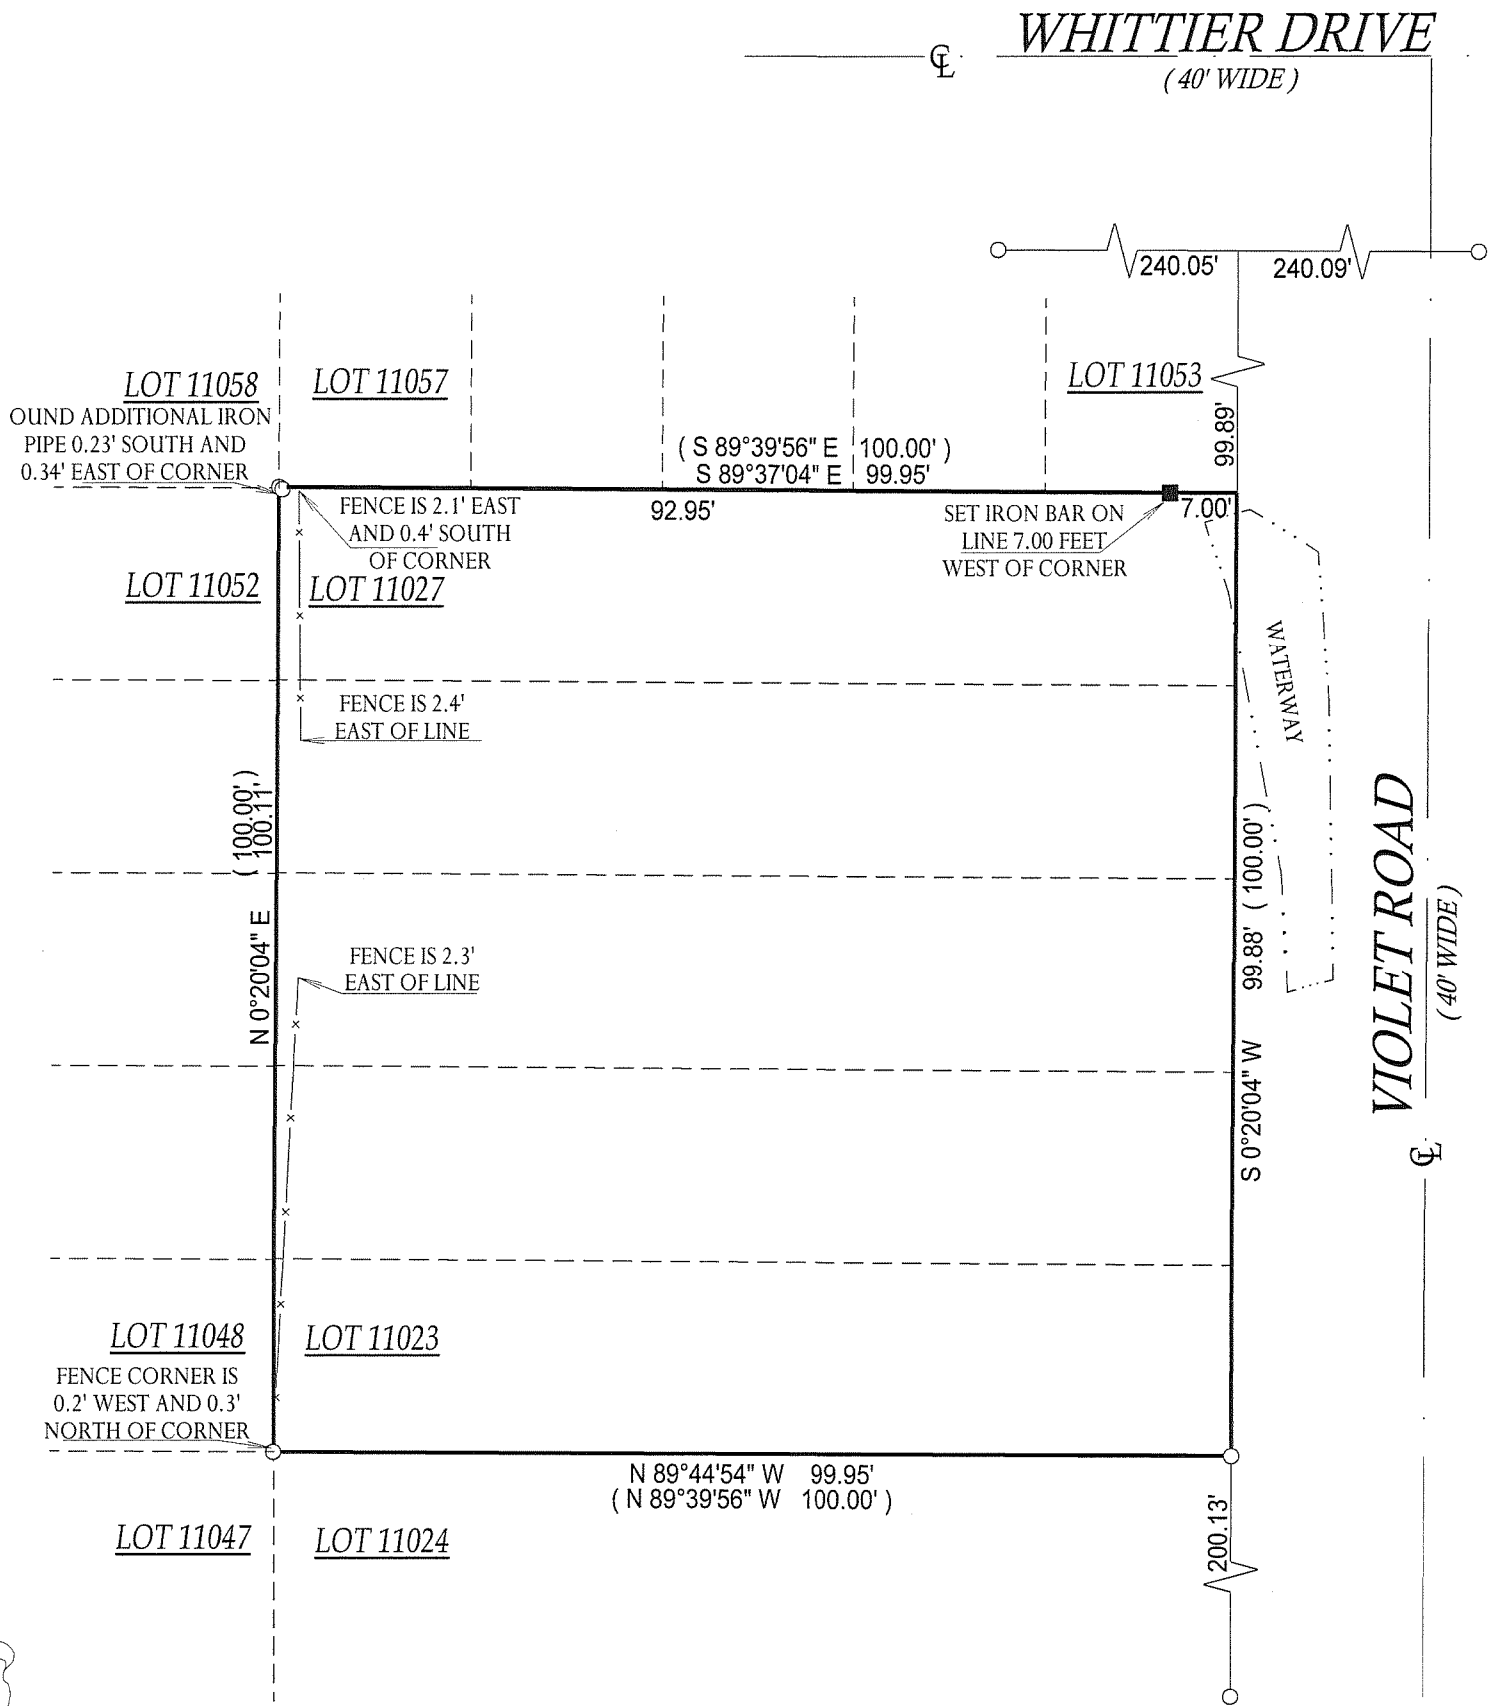 WHITTIER DRIVE
( 40' WIDE )
240.05'
240.09'
LOT 11058
LOT 11057
LOT 11053
99.89'
OUND ADDITIONAL IRON
PIPE 0.23' SOUTH AND
0.34' EAST OF CORNER
( S 89°39'56" E 100.00' )
S 89°37'04" E 99.95'
FENCE IS 2.1' EAST
AND 0.4' SOUTH
OF CORNER
92.95'
SET IRON BAR ON
LINE 7.00 FEET
WEST OF CORNER
7.00'
LOT 11052
LOT 11027
WATERWAY
FENCE IS 2.4'
EAST OF LINE
( 100.00' )
100.11'
N 0°20'04" E
S 0°20'04" W 99.88' ( 100.00' )
VIOLET ROAD
( 40' WIDE )
FENCE IS 2.3'
EAST OF LINE
LOT 11048
LOT 11023
FENCE CORNER IS
0.2' WEST AND 0.3'
NORTH OF CORNER
N 89°44'54" W 99.95'
( N 89°39'56" W 100.00' )
LOT 11047
LOT 11024
200.13'